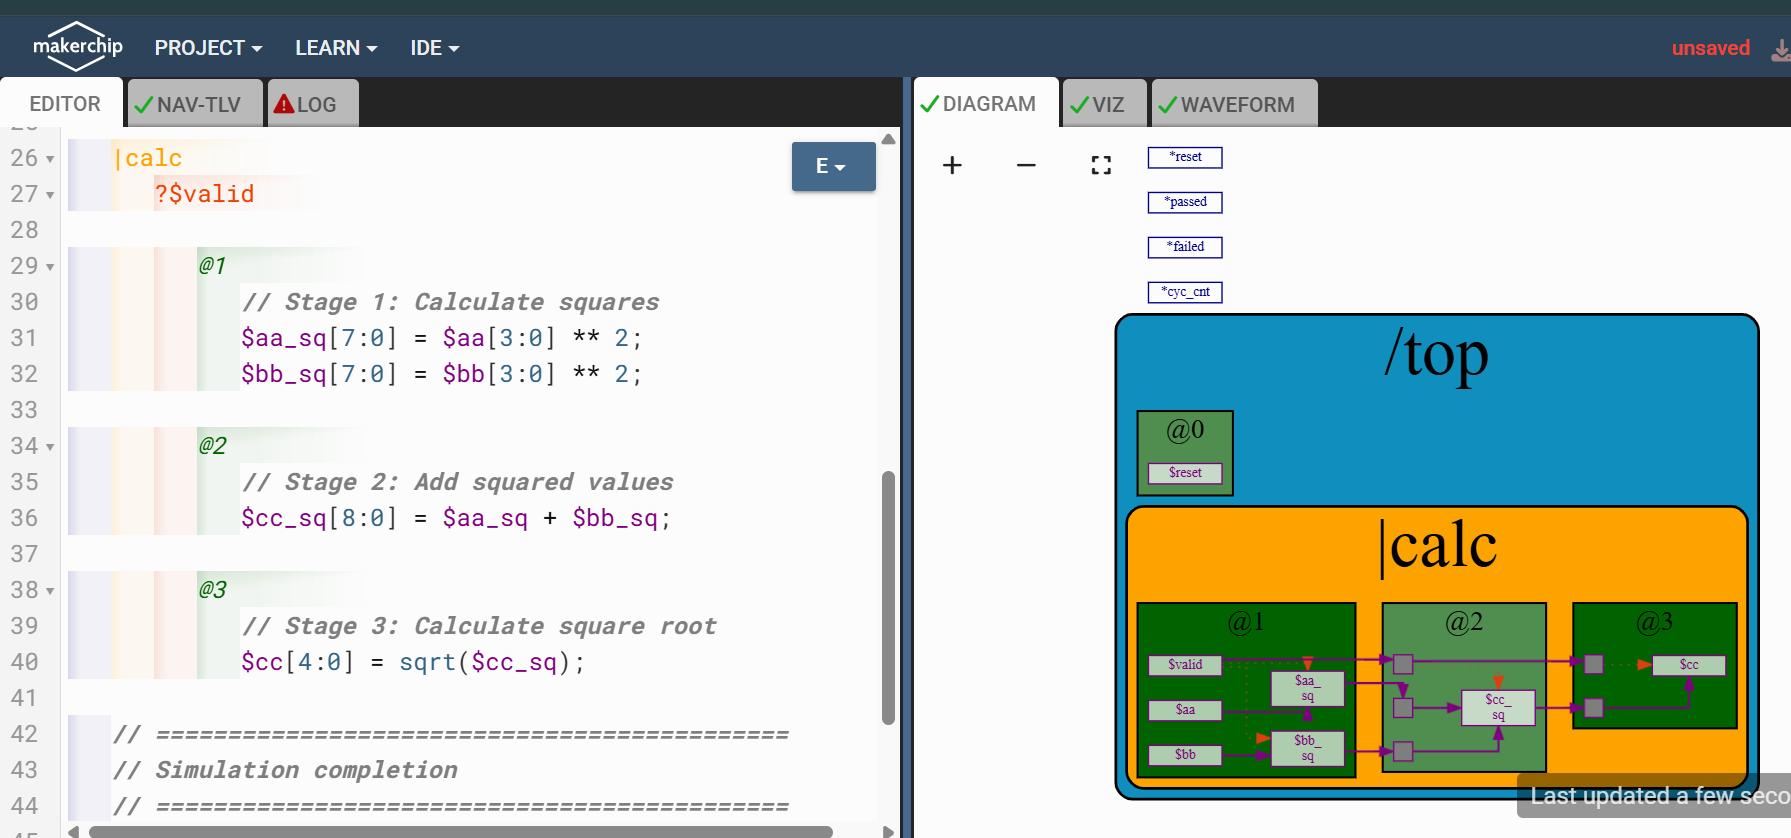 makerchip PROJECT LEARN IDE unsaved
EDITOR NAV-TLV LOG
26 |calc
27 ?$valid
28
29 @1
30 // Stage 1: Calculate squares
31 $aa_sq[7:0] = $aa[3:0] ** 2;
32 $bb_sq[7:0] = $bb[3:0] ** 2;
33
34 @2
35 // Stage 2: Add squared values
36 $cc_sq[8:0] = $aa_sq + $bb_sq;
37
38 @3
39 // Stage 3: Calculate square root
40 $cc[4:0] = sqrt($cc_sq);
41
42 // ============================================
43 // Simulation completion
44 // ============================================
E
DIAGRAM VIZ WAVEFORM
*reset
*passed
*failed
*cyc_cnt
/top
@0
$reset
|calc
@1
$valid
$aa
$bb
$aa_
sq
$bb_
sq
@2
$cc_
sq
@3
$cc
Last updated a few seco